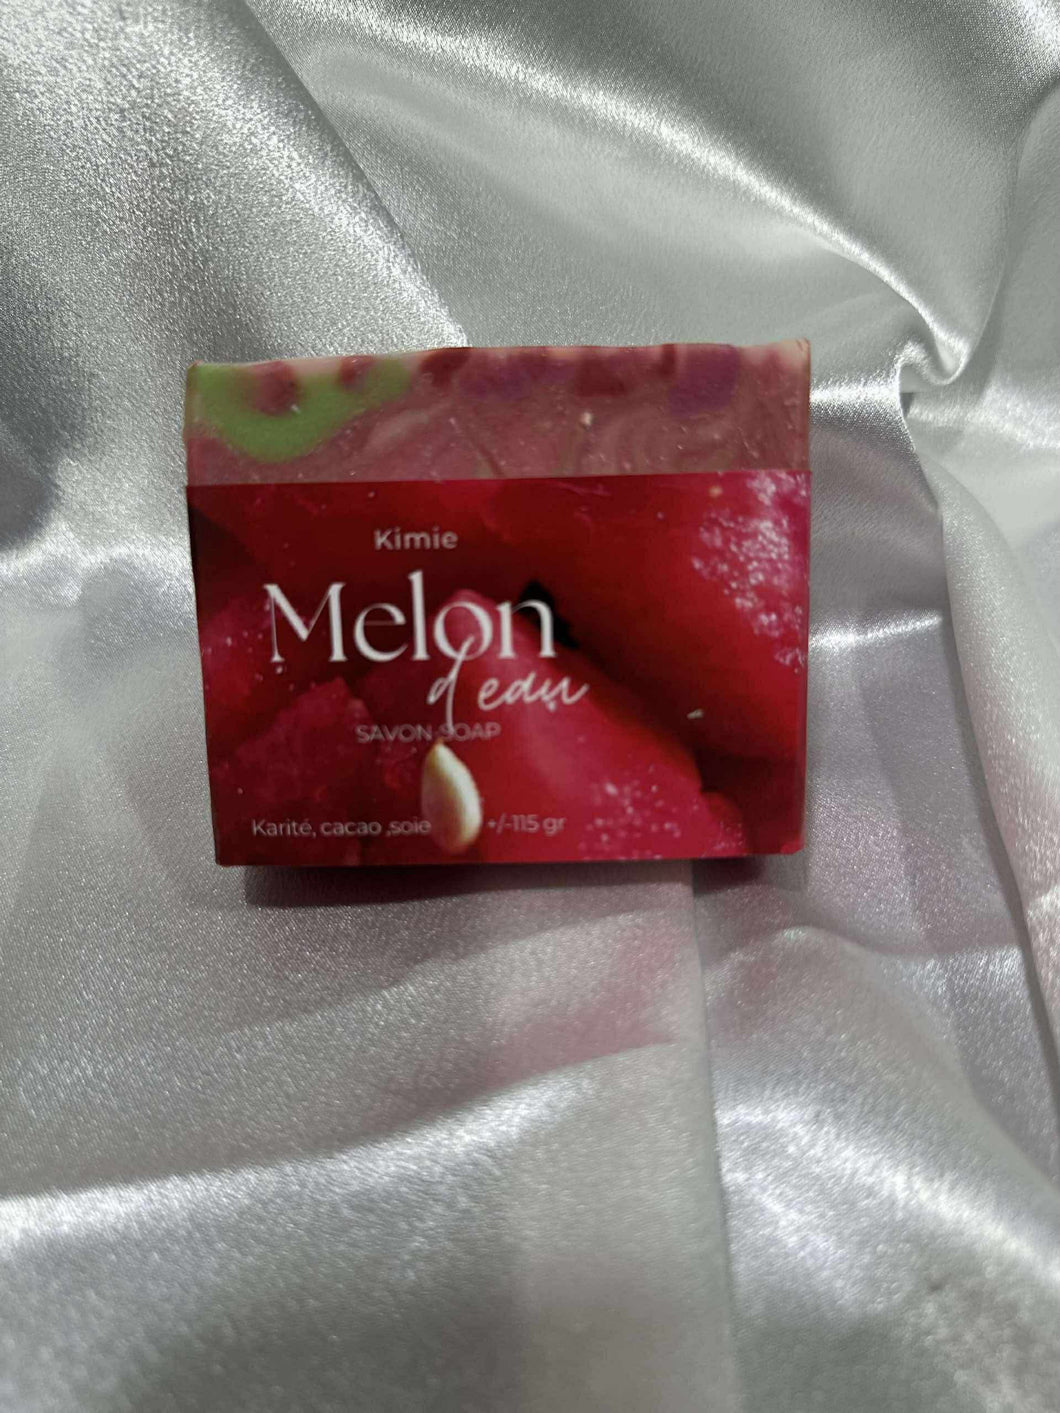 Kimie
Melon
d'eau
SAVON-SOAP
Karité, cacao ,soie +/-115 gr